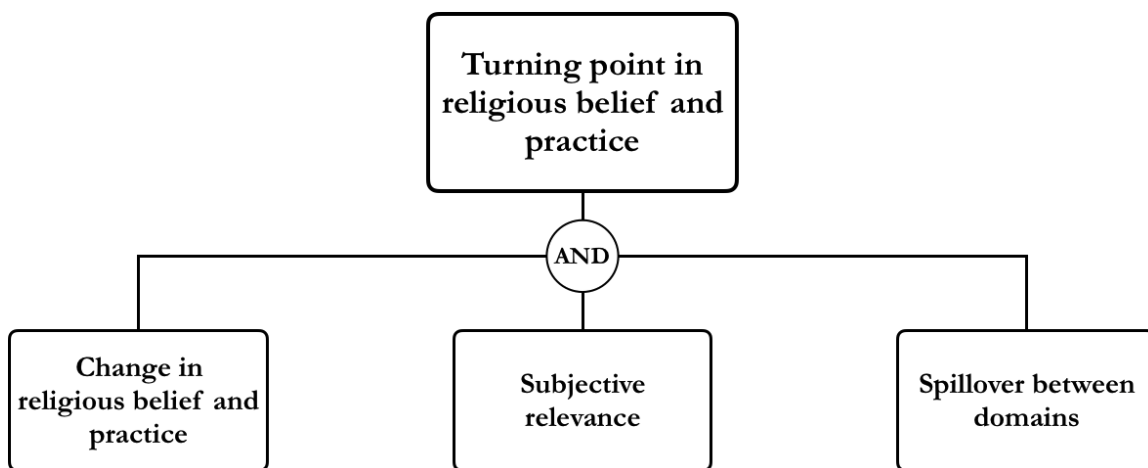 Turning point in
religious belief and
practice
AND
Change in
religious belief and
practice
Subjective
relevance
Spillover between
domains